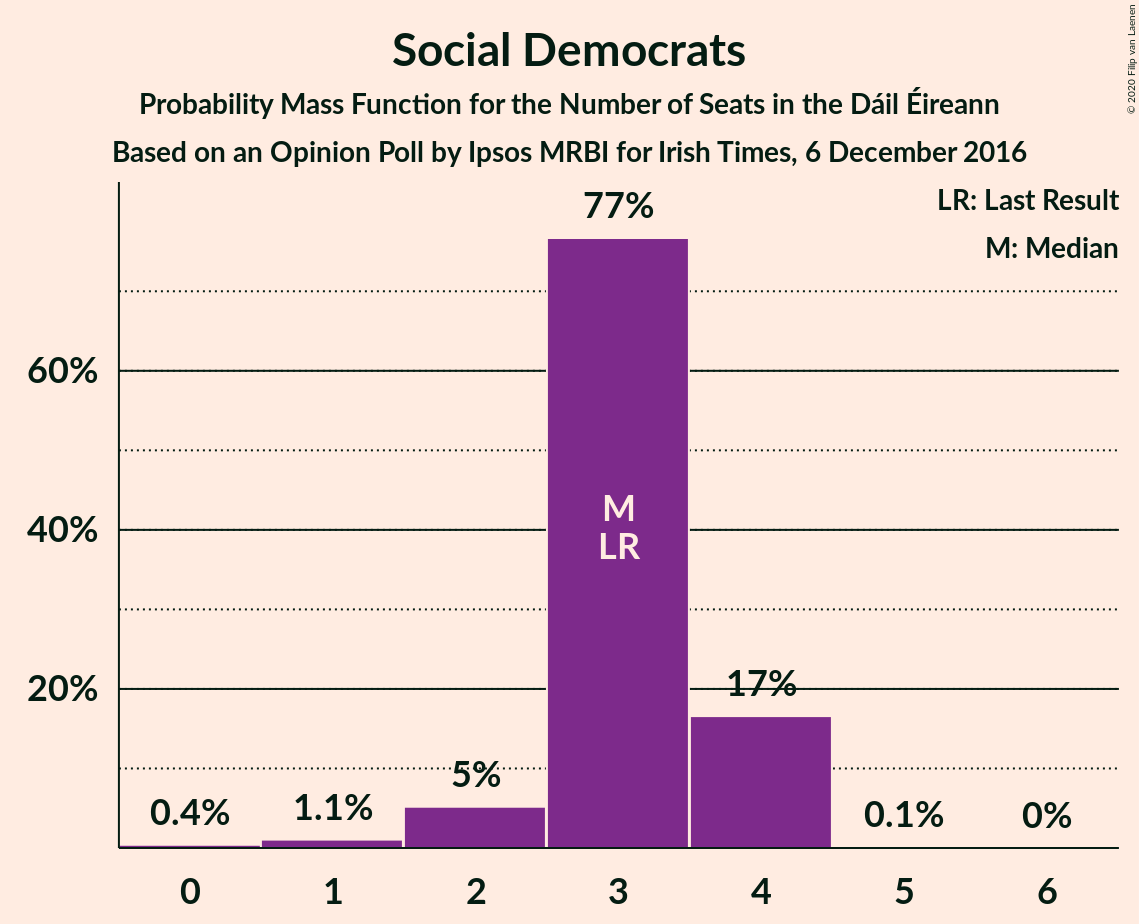 Social Democrats
Probability Mass Function for the Number of Seats in the Dáil Éireann
Based on an Opinion Poll by Ipsos MRBI for Irish Times, 6 December 2016
© 2020 Filip van Laenen
LR: Last Result
M: Median
77%
60%
40%
20%
M
LR
17%
5%
0.4%
1.1%
0.1%
0%
0 1 2 3 4 5 6